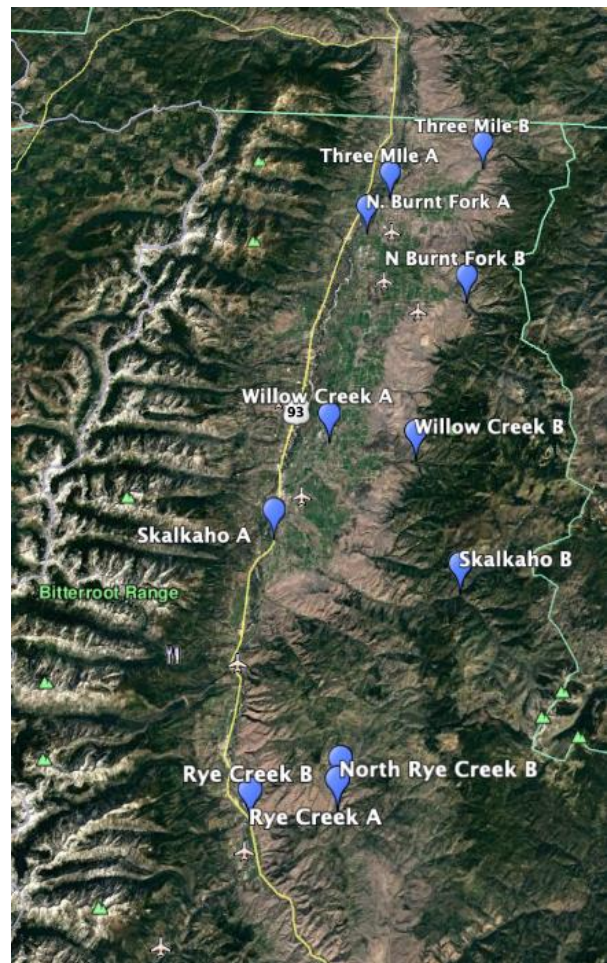 Three Mile B
Three MIle A
N. Burnt Fork A
N Burnt Fork B
Willow Creek A
93
Willow Creek B
Skalkaho A
Skalkaho B
Bitterroot Range
Rye Creek B
North Rye Creek B
Rye Creek A